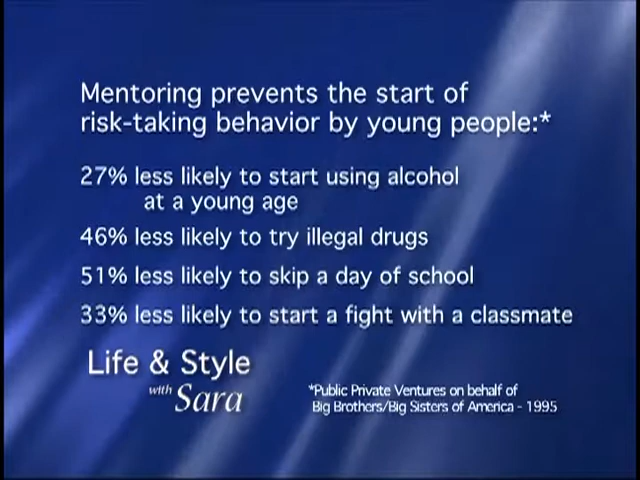 Mentoring prevents the start of
risk-taking behavior by young people:*
27% less likely to start using alcohol
at a young age
46% less likely to try illegal drugs
51% less likely to skip a day of school
33% less likely to start a fight with a classmate
Life & Style
with Sara
*Public Private Ventures on behalf of
Big Brothers/Big Sisters of America - 1995